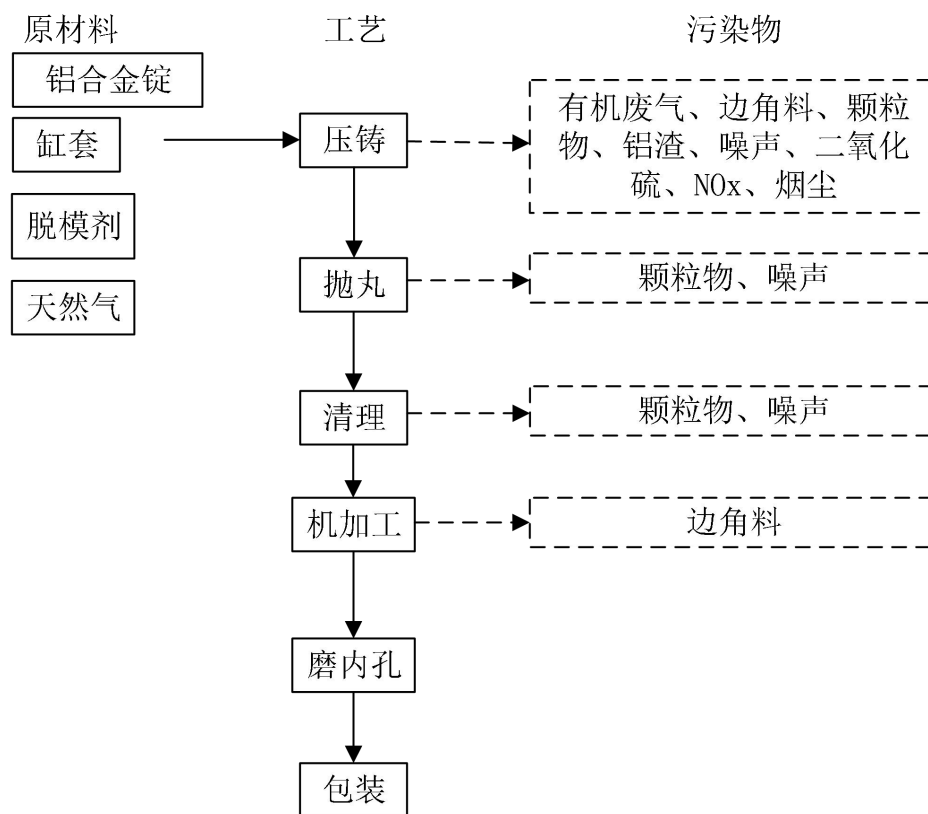 原材料
工艺
污染物
铝合金锭
缸套
脱模剂
天然气
压铸
有机废气、边角料、颗粒
物、铝渣、噪声、二氧化
硫、NOx、烟尘
抛丸
颗粒物、噪声
清理
颗粒物、噪声
机加工
边角料
磨内孔
包装